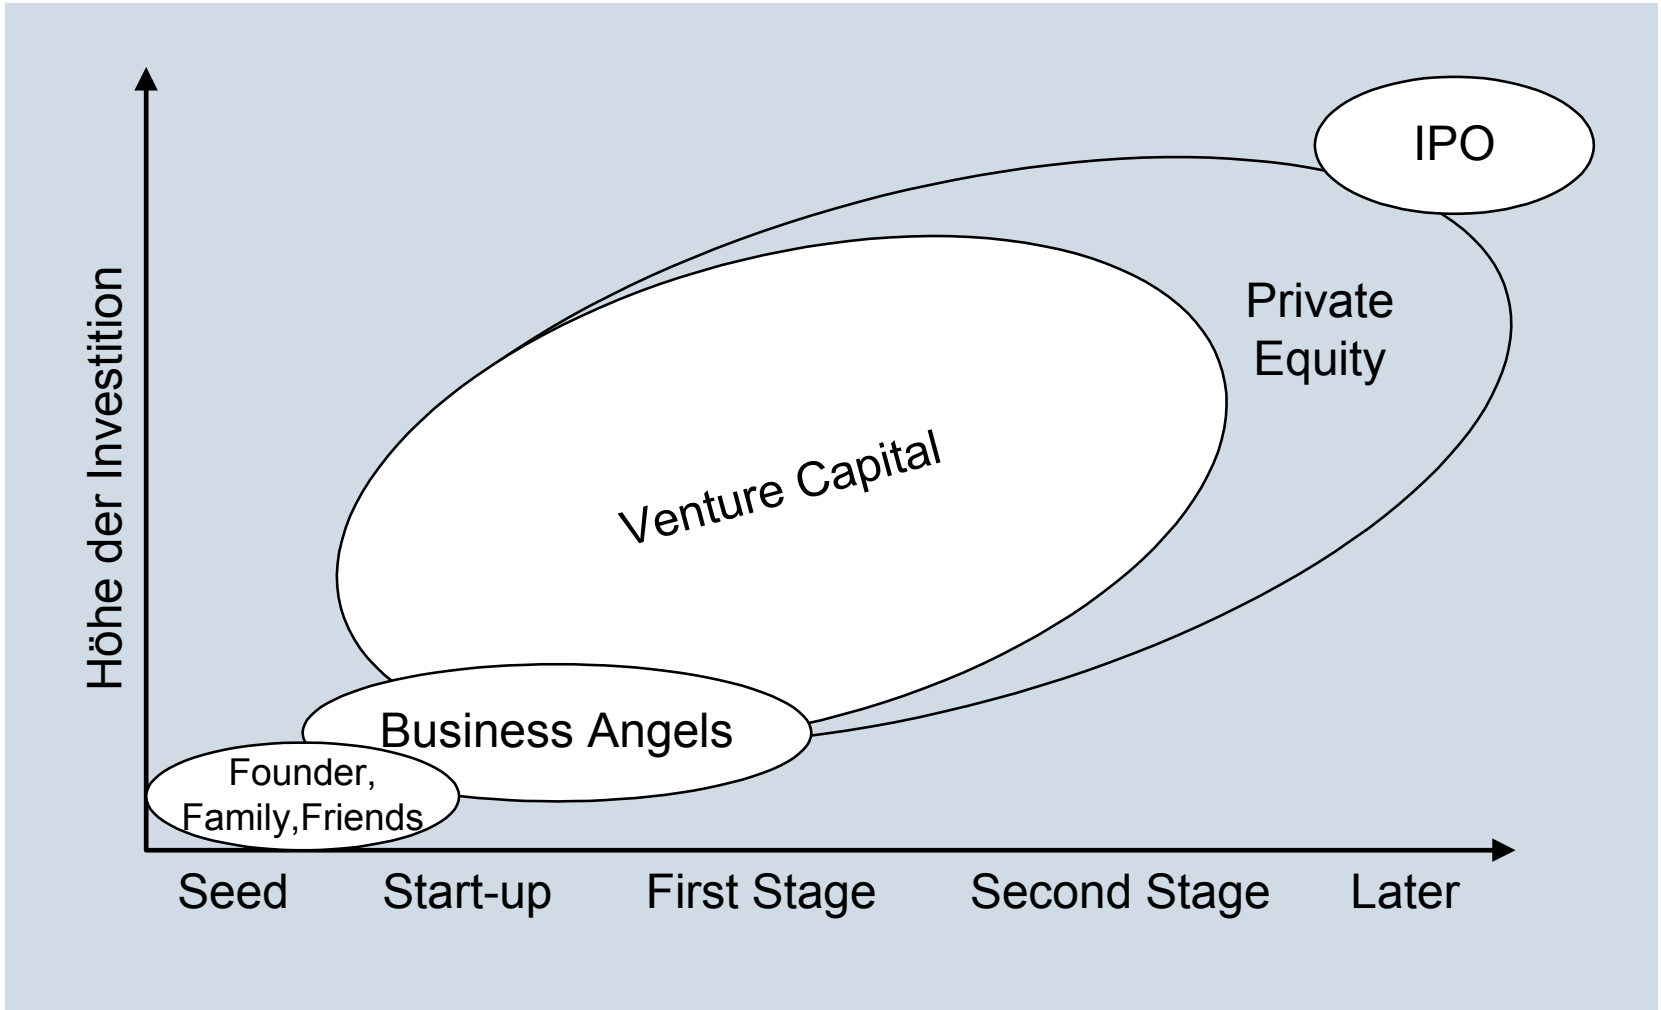 IPO
Private
Equity
Höhe der Investition
Venture Capital
Business Angels
Founder,
Family,Friends
Seed Start-up First Stage Second Stage Later